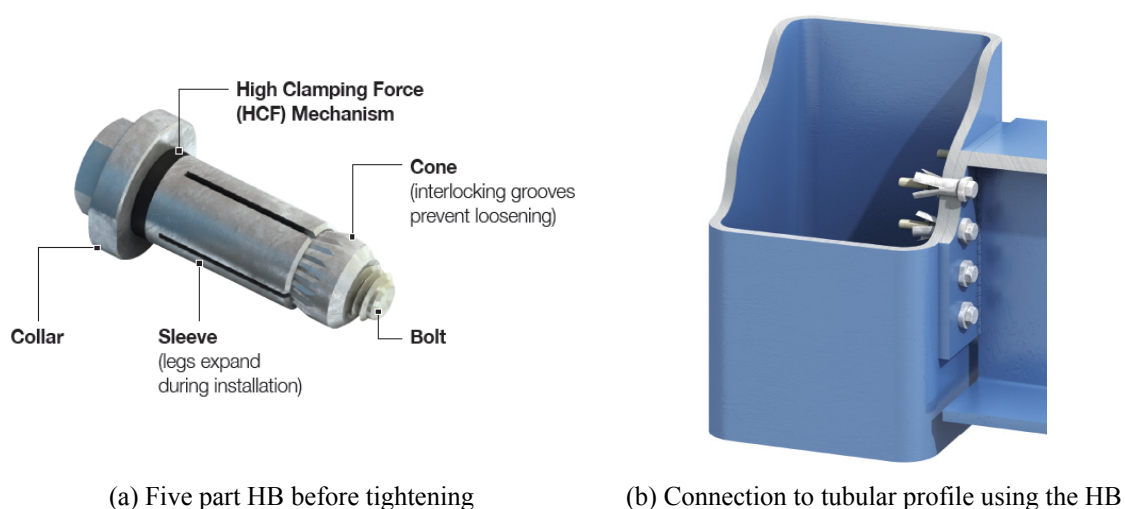 High Clamping Force
(HCF) Mechanism
Cone
(interlocking grooves
prevent loosening)
Collar
Sleeve
(legs expand
during installation)
Bolt
(a) Five part HB before tightening
(b) Connection to tubular profile using the HB